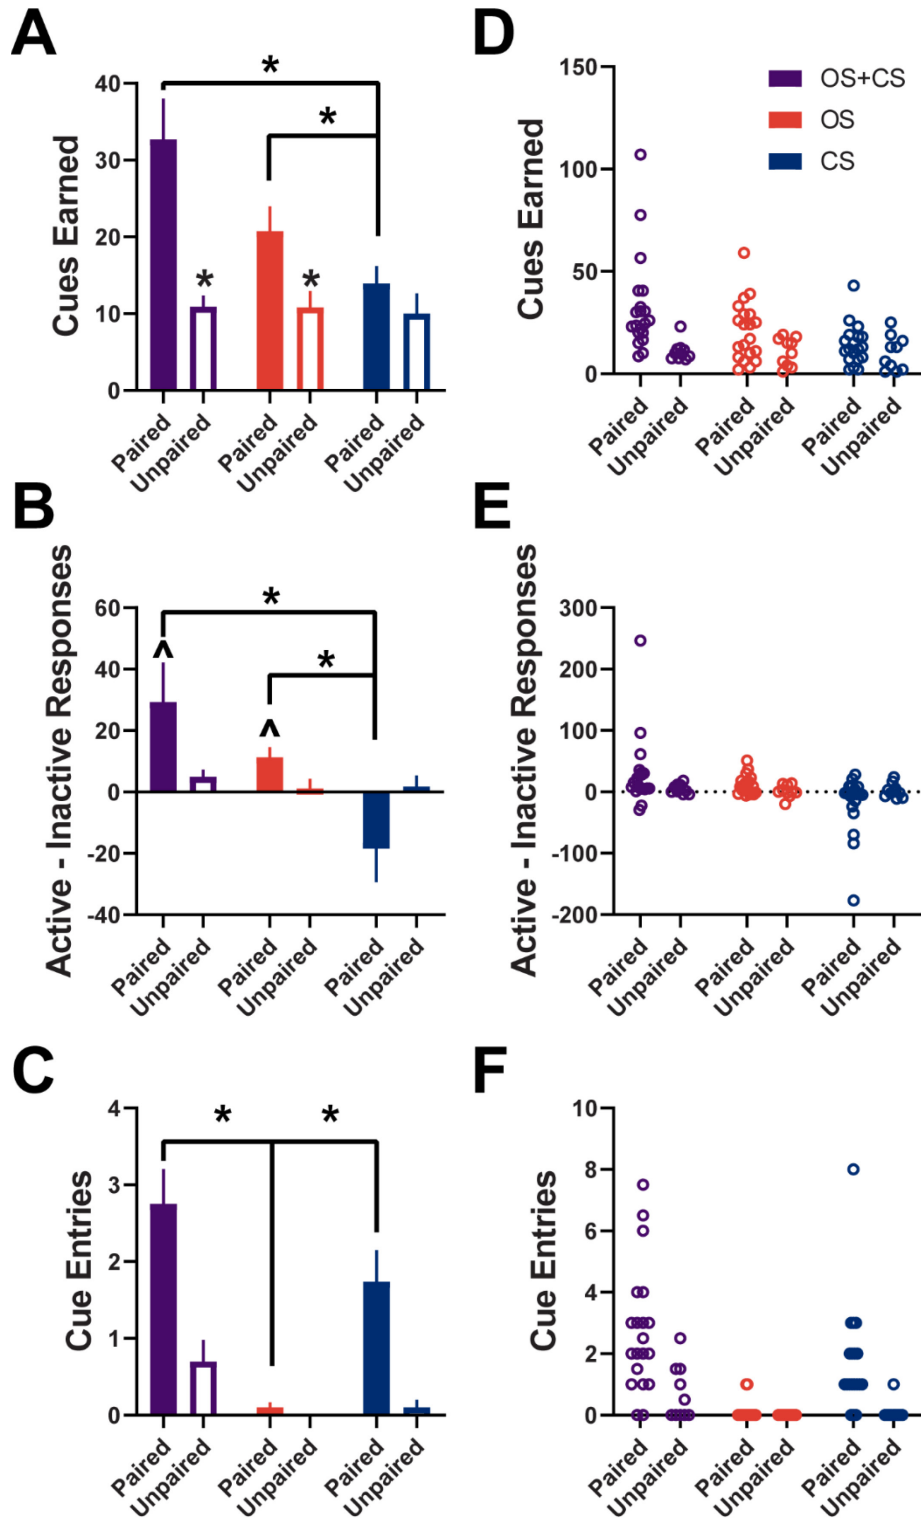 A
Cues Earned
40
30
20
10
0
*
*
*
*
Paired
Unpaired
Paired
Unpaired
Paired
Unpaired
D
Cues Earned
150
100
50
0
OS+CS
OS
CS
Paired
Unpaired
Paired
Unpaired
Paired
Unpaired
B
Active - Inactive Responses
60
40
20
0
-20
-40
*
*
^
^
Paired
Unpaired
Paired
Unpaired
Paired
Unpaired
E
Active - Inactive Responses
300
200
100
0
-100
-200
Paired
Unpaired
Paired
Unpaired
Paired
Unpaired
C
Cue Entries
4
3
2
1
0
* *
Paired
Unpaired
Paired
Unpaired
Paired
Unpaired
F
Cue Entries
10
8
6
4
2
0
Paired
Unpaired
Paired
Unpaired
Paired
Unpaired